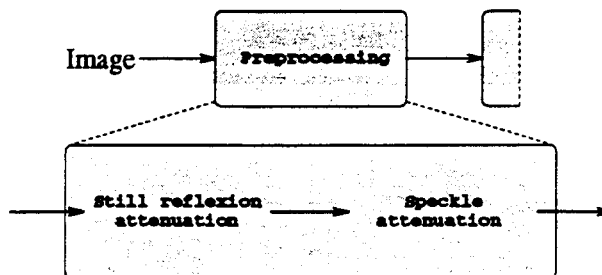 Image
Preprocessing
Still reflexion
attenuation
Speckle
attenuation